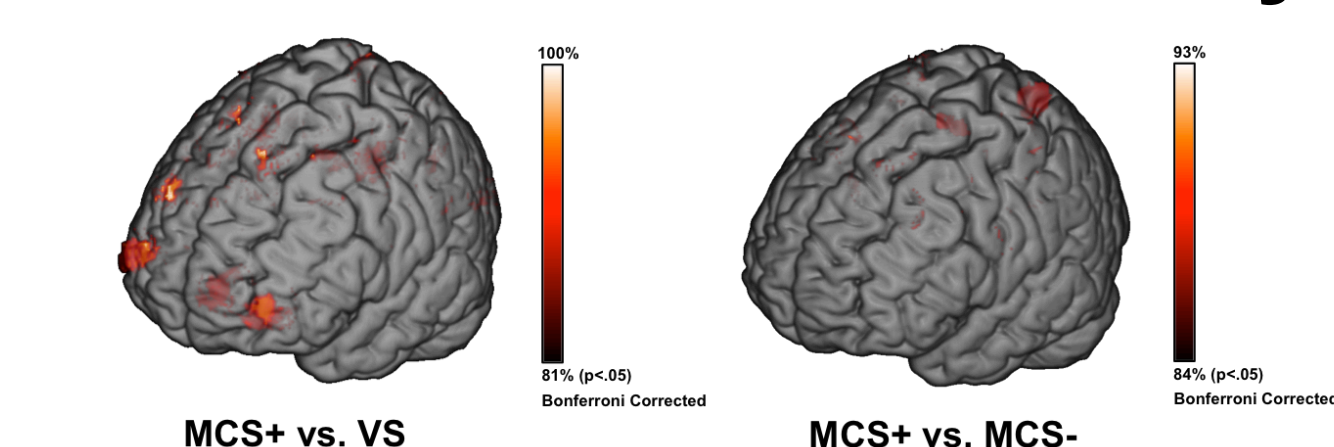 100%
81% (p<.05)
Bonferroni Corrected
MCS+ vs. VS
93%
84% (p<.05)
Bonferroni Corrected
MCS+ vs. MCS-